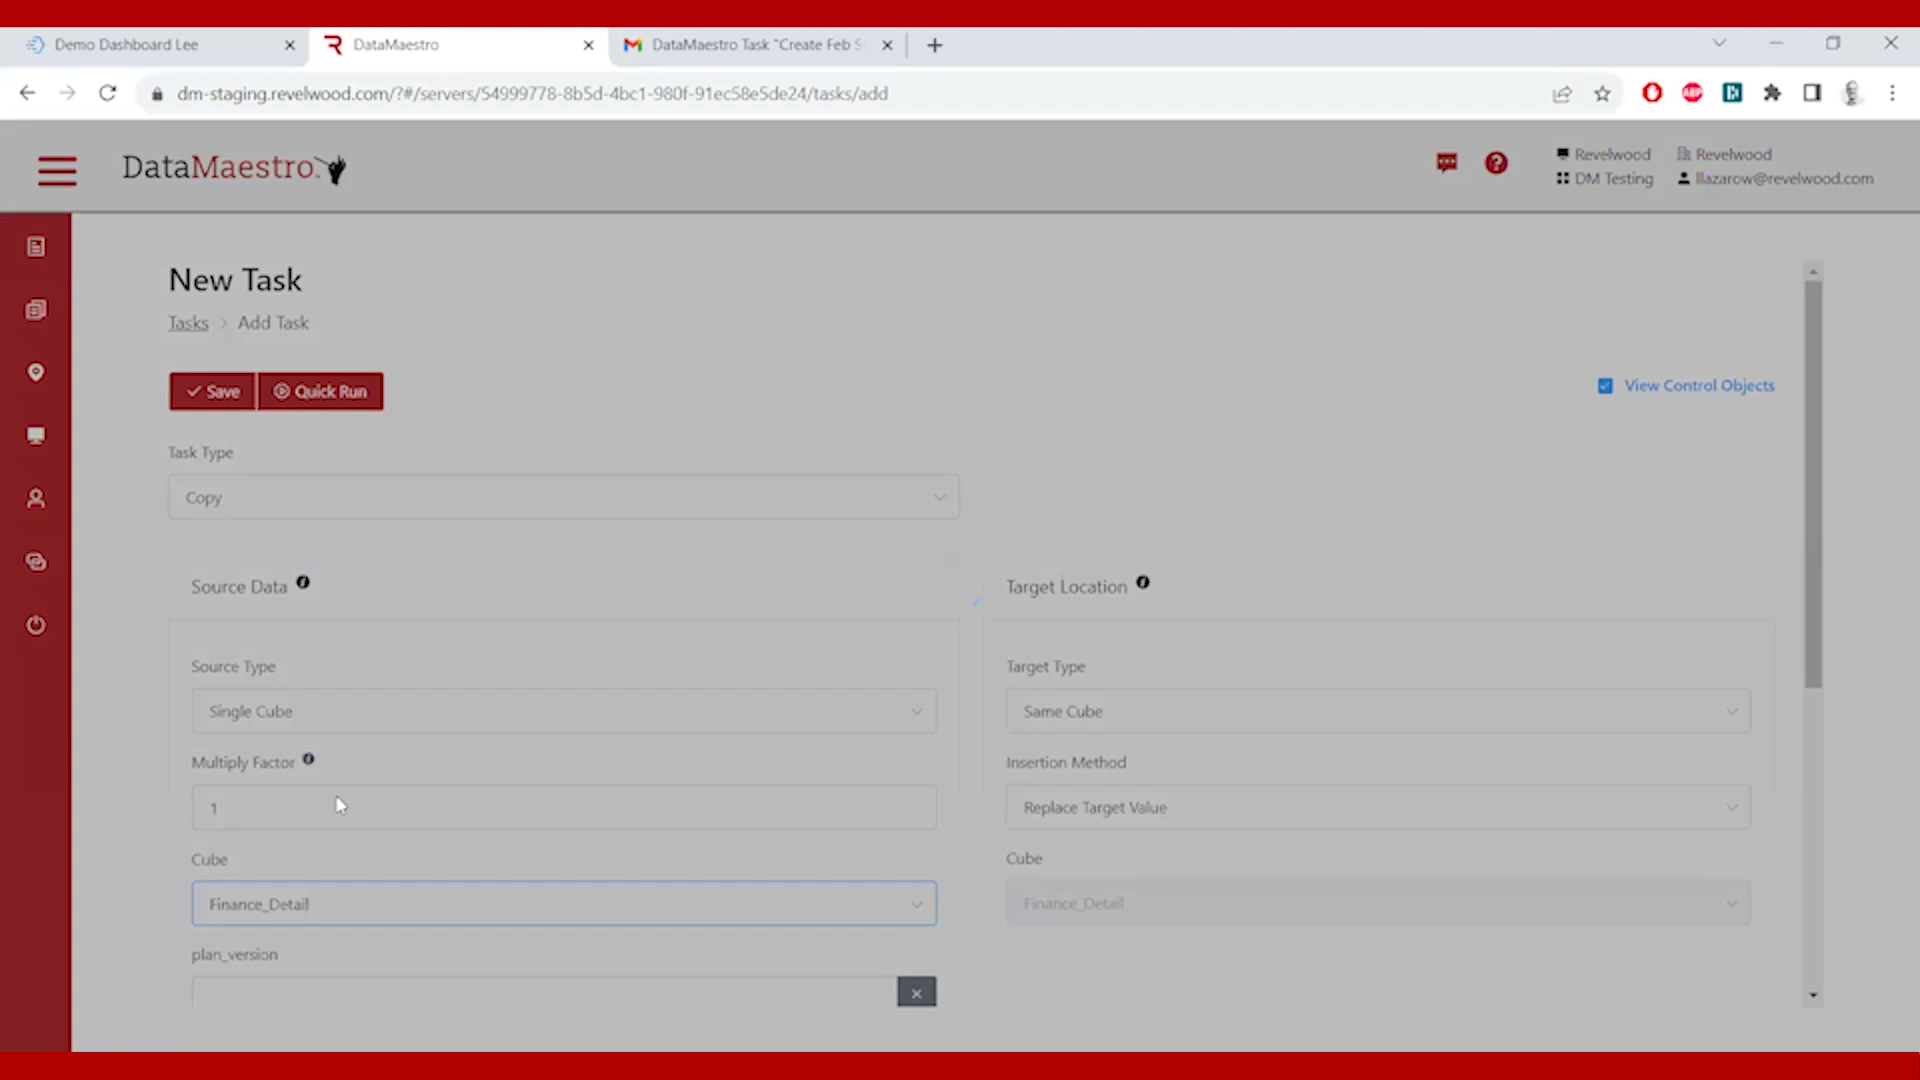 Demo Dashboard Lee
DataMaestro
DataMaestro Task "Create Feb S
dm-staging.revelwood.com/?#/servers/54999778-8b5d-4bc1-980f-91ec58e5de24/tasks/add
DataMaestro.
Revelwood
Revelwood
DM Testing
llazarow@revelwood.com
New Task
Tasks > Add Task
Save
Quick Run
View Control Objects
Task Type
Copy
Source Data
Target Location
Source Type
Target Type
Single Cube
Same Cube
Multiply Factor
Insertion Method
1
Replace Target Value
Cube
Cube
Finance_Detail
Finance_Detail
plan_version